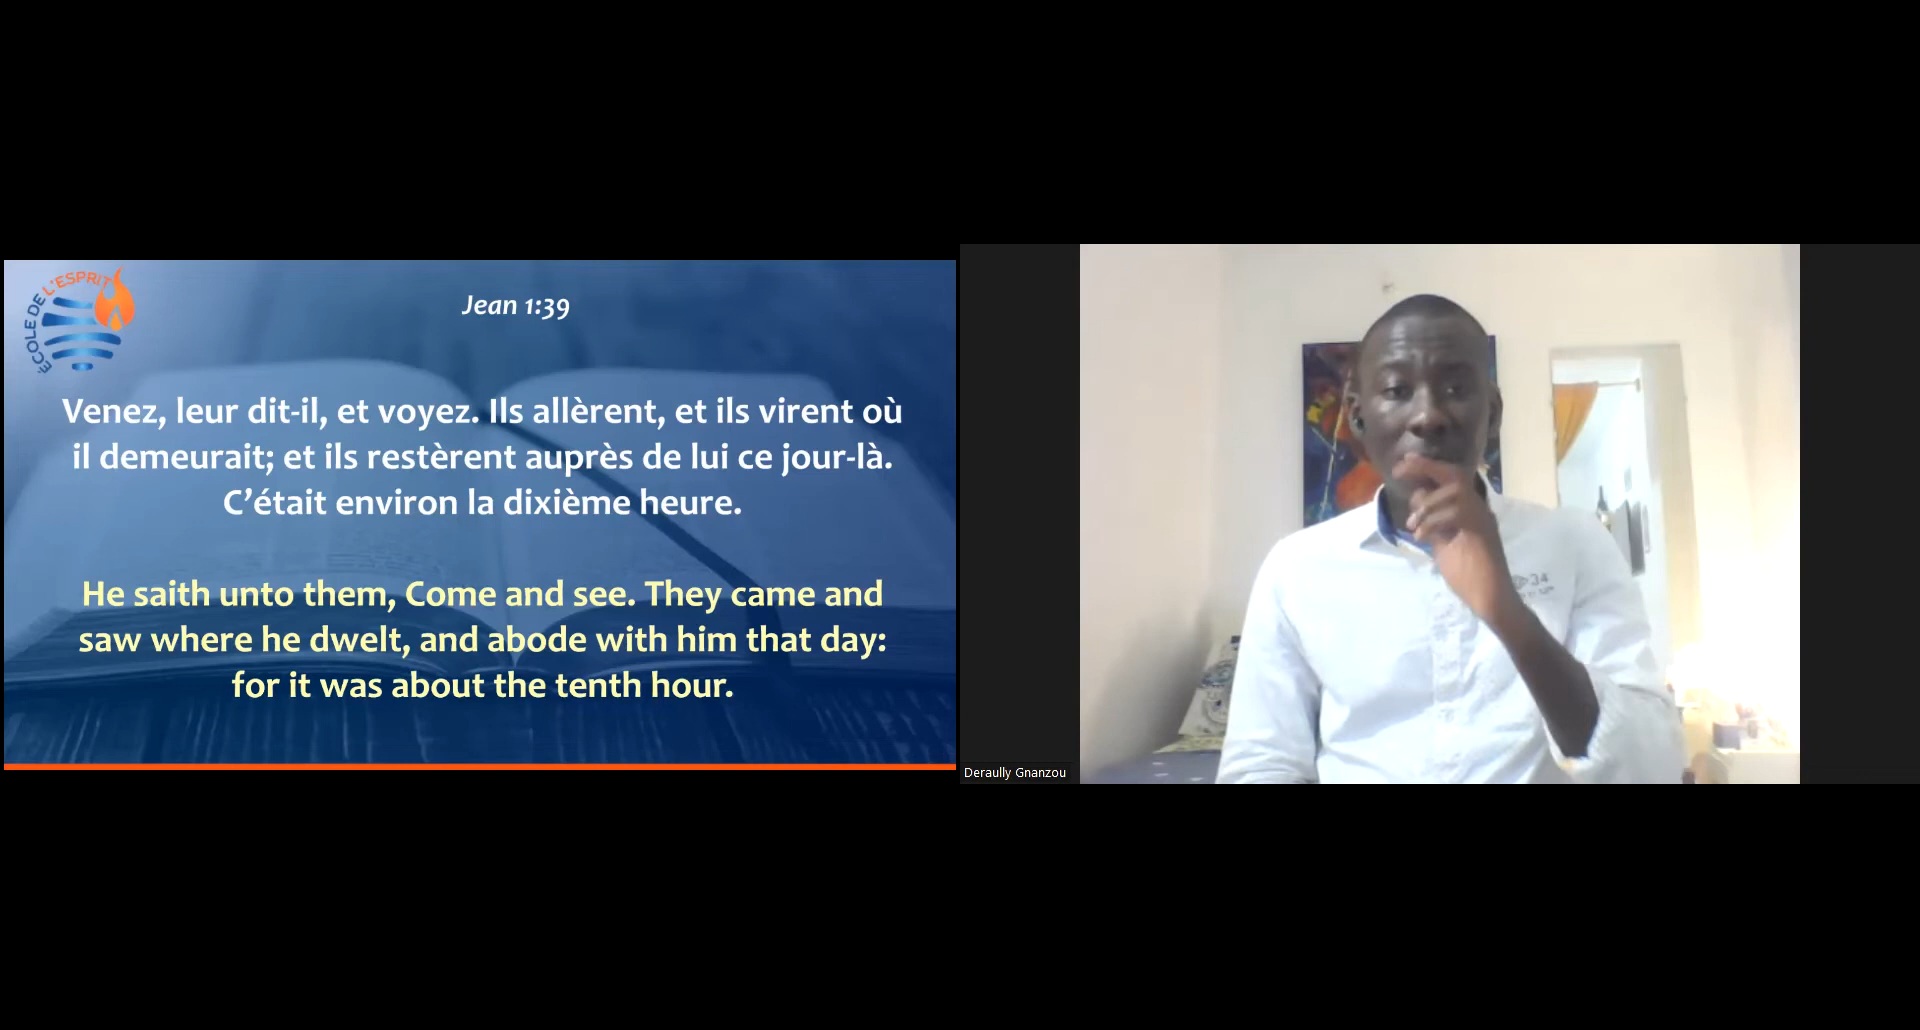 ÉCOLE DE L'ESPRIT
Jean 1:39
Venez, leur dit-il, et voyez. Ils allèrent, et ils virent où
il demeurait; et ils restèrent auprès de lui ce jour-là.
C’était environ la dixième heure.
He saith unto them, Come and see. They came and
saw where he dwelt, and abode with him that day:
for it was about the tenth hour.
Deraully Gnanzou
34